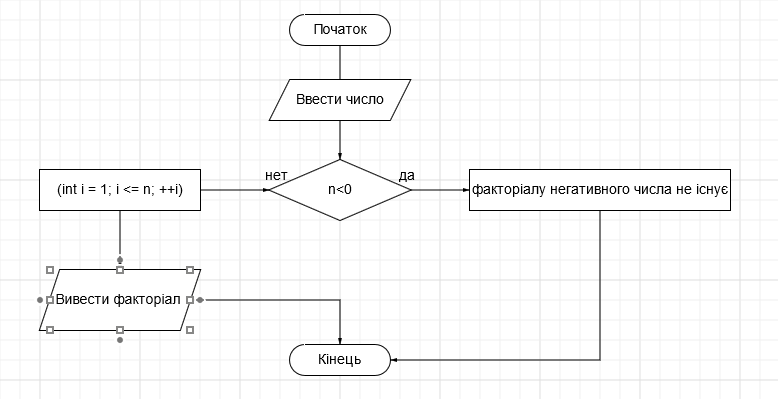 Початок
Ввести число
нет
да
(int i = 1; i <= n; ++i)
n<0
факторіалу негативного числа не існує
Вивести факторіал
Кінець